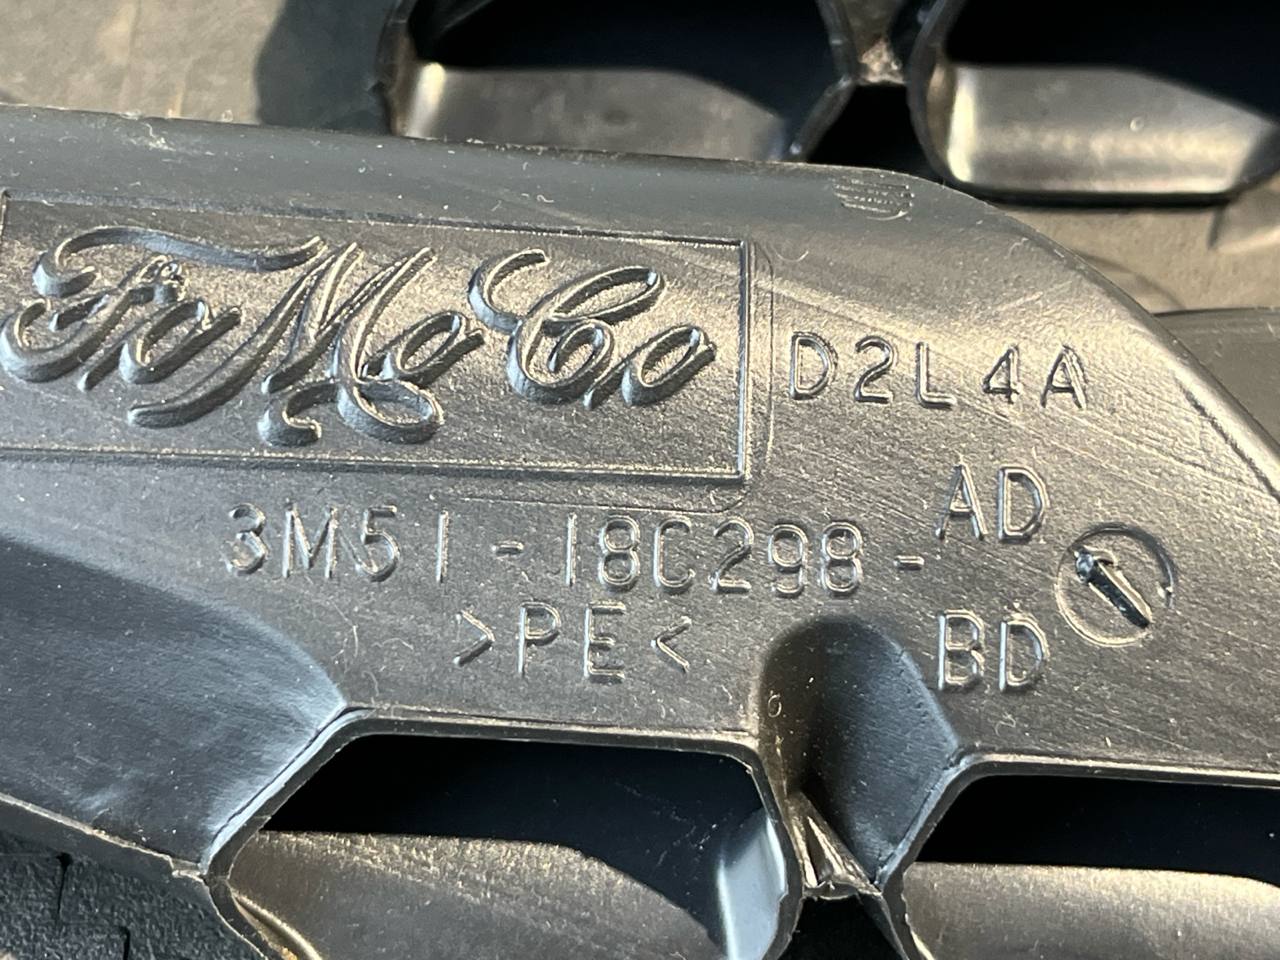 FoMoCo
D2L4A
3M51-18C298-AD
BD
>PE<